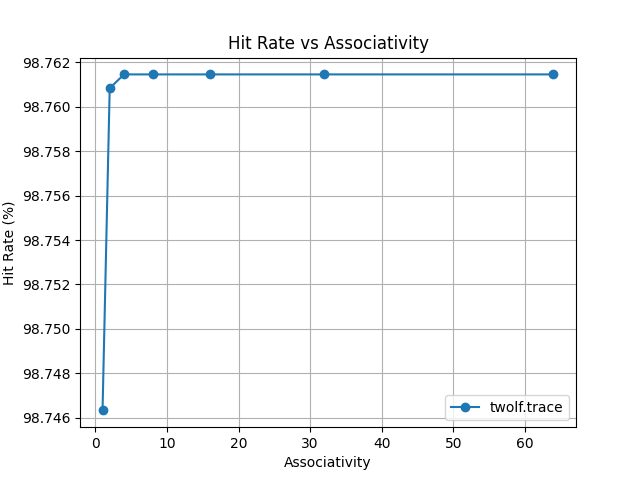 Hit Rate vs Associativity
Hit Rate (%)
98.762
98.760
98.758
98.756
98.754
98.752
98.750
98.748
98.746
twolf.trace
0 10 20 30 40 50 60
Associativity